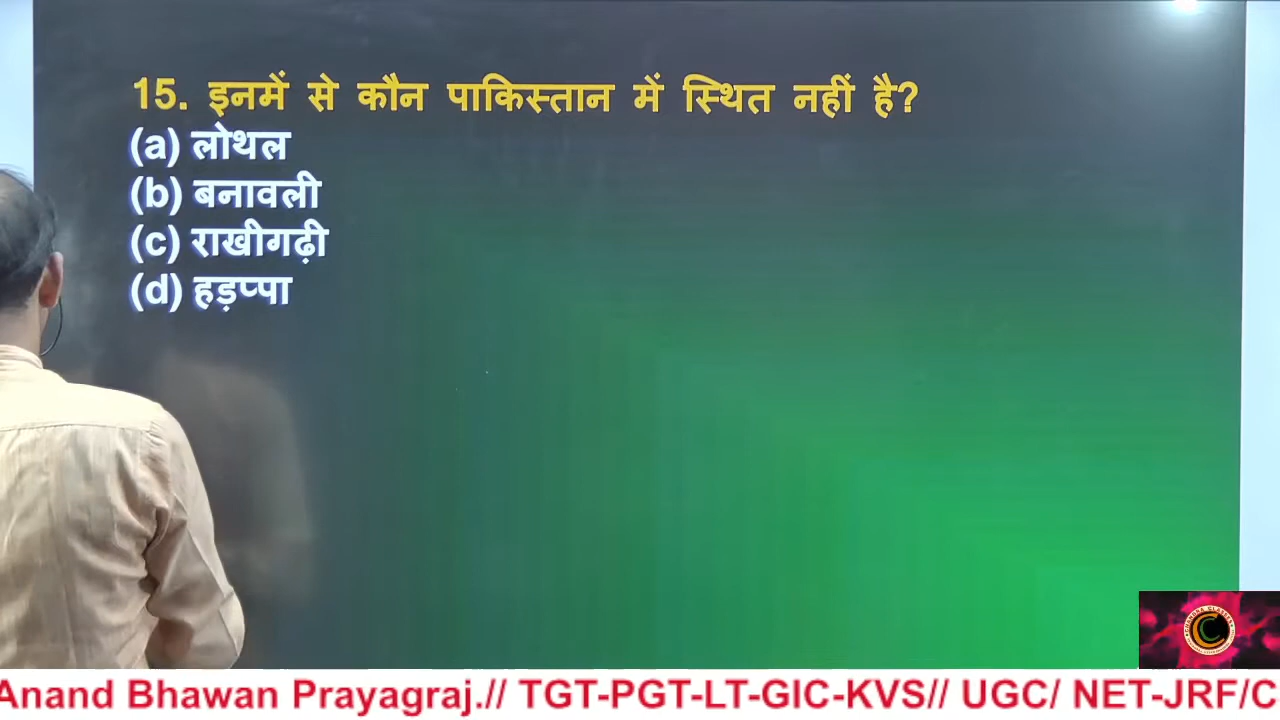 15. इनमें से कौन पाकिस्तान में स्थित नहीं है?
(a) लोथल
(b) बनावली
(c) राखीगढ़ी
(d) हड़प्पा
Anand Bhawan Prayagraj.// TGT-PGT-LT-GIC-KVS// UGC/ NET-JRF/C